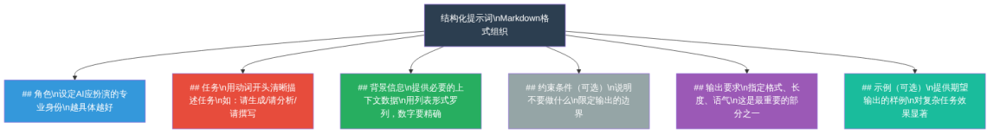 结构化提示词\nMarkdown格
式组织
## 角色\n设定AI应扮演的专
业身份\n越具体越好
## 任务\n用动词开头清晰描
述任务\n如：请生成/请分析/
请撰写
## 背景信息\n提供必要的上
下文数据\n用列表形式罗
列，数字要精确
## 约束条件（可选）\n说明
不要做什么\n限定输出的边
界
## 输出要求\n指定格式、长
度、语气\n这是最重要的部
分之一
## 示例（可选）\n提供期望
输出的样例\n对复杂任务效
果显著